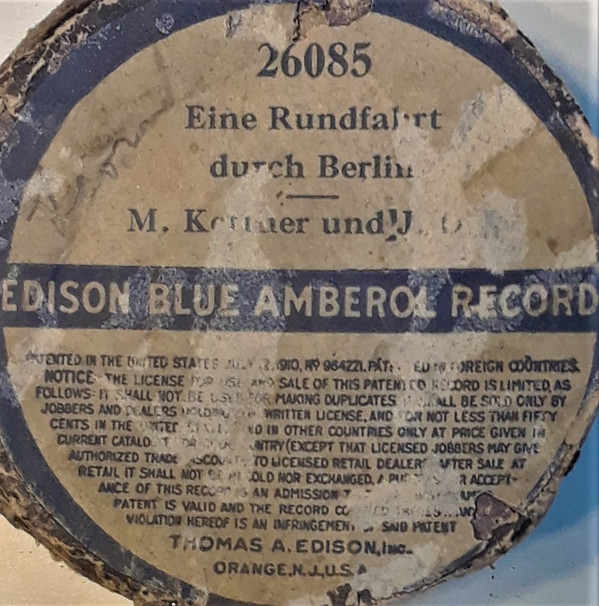 26085
Eine Rundfahrt
durch Berlin
M. Kettner und J.
EDISON BLUE AMBEROL RECORD
PATENTED IN THE UNITED STATES JULY 12, 1910, Nº 964221. PATENTED IN FOREIGN COUNTRIES.
NOTICE: THE LICENSE FOR USE AND SALE OF THIS PATENTED RECORD IS LIMITED, AS
FOLLOWS: IT SHALL NOT BE USED FOR MAKING DUPLICATES. IT SHALL BE SOLD ONLY BY
JOBBERS AND DEALERS HOLDING WRITTEN LICENSE, AND FOR NOT LESS THAN FIFTY
CENTS IN THE UNITED STATES, AND IN OTHER COUNTRIES ONLY AT PRICE GIVEN IN
CURRENT CATALOG FOR COUNTRY (EXCEPT THAT LICENSED JOBBERS MAY GIVE
AUTHORIZED TRADE DISCOUNT TO LICENSED RETAIL DEALERS) AFTER SALE AT
RETAIL IT SHALL NOT BE RESOLD NOR EXCHANGED. A PURCHASER ACCEPT-
ANCE OF THIS RECORD IS AN ADMISSION
PATENT IS VALID AND THE RECORD
VIOLATION HEREOF IS AN INFRINGEMENT OF SAID PATENT
THOMAS A. EDISON, INC.
ORANGE, N.J., U.S.A